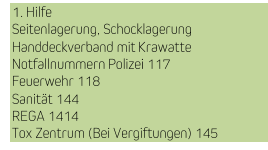 1. Hilfe
Seitenlagerung, Schocklagerung
Handdeckverband mit Krawatte
Notfallnummern Polizei 117
Feuerwehr 118
Sanität 144
REGA 1414
Tox Zentrum (Bei Vergiftungen) 145